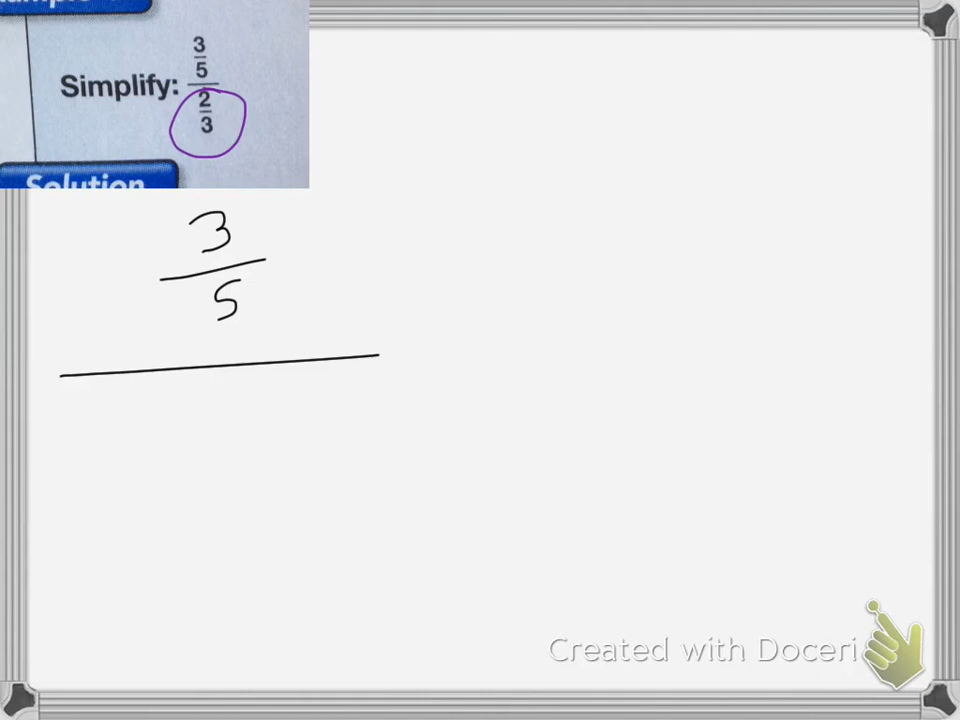 Simplify: 3/5 / 2/3
Solution
3
5
Created with Doceri